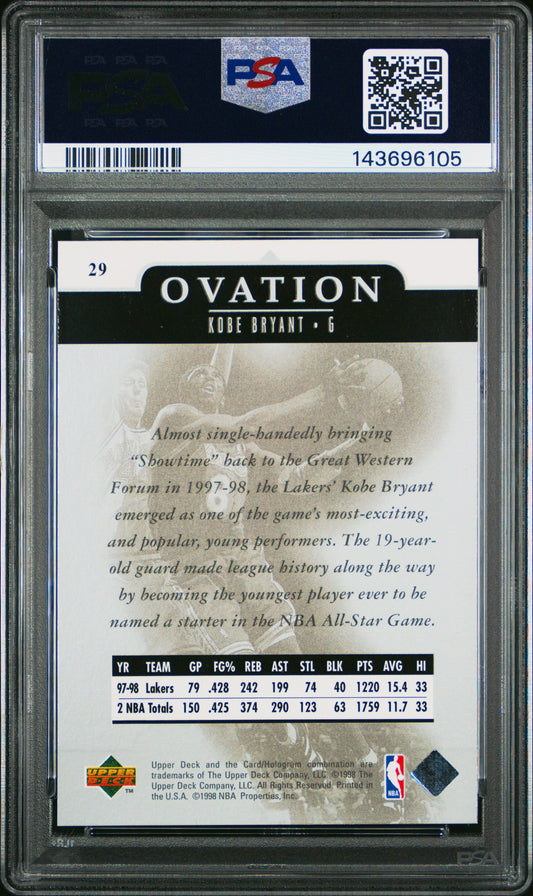 PSA
143696105
29
OVATION
KOBE BRYANT • G
Almost single-handedly bringing
"Showtime" back to the Great Western
Forum in 1997-98, the Lakers' Kobe Bryant
emerged as one of the game's most-exciting,
and popular, young performers. The 19-year-
old guard made league history along the way
by becoming the youngest player ever to be
named a starter in the NBA All-Star Game.
YR TEAM GP FG% REB AST STL BLK PTS AVG HI
97-98 Lakers 79 .428 242 199 74 40 1220 15.4 33
2 NBA Totals 150 .425 374 290 123 63 1759 11.7 33
UPPER DECK ™
Upper Deck and the Card/Hologram combination are
trademarks of The Upper Deck Company, LLC. ©1998 The
Upper Deck Company, LLC. All Rights Reserved. Printed in
the U.S.A. ©1998 NBA Properties, Inc.
NBA
PSA